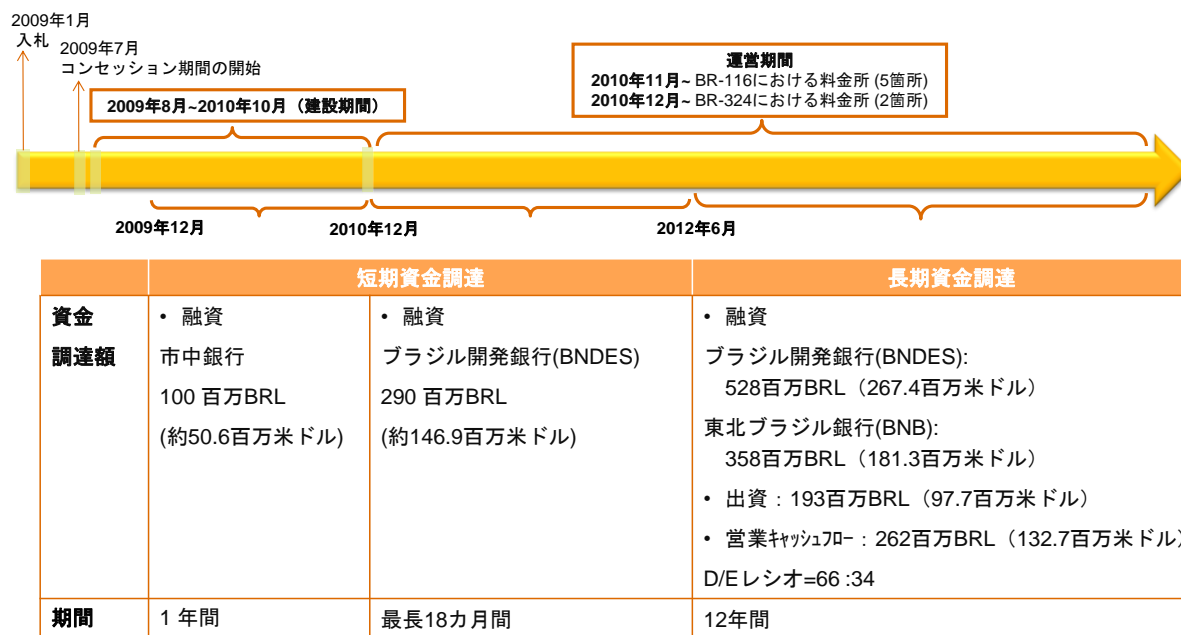 2009年1月
入札
2009年7月
コンセッション期間の開始
2009年8月~2010年10月（建設期間）
運営期間
2010年11月~ BR-116における料金所 (5箇所)
2010年12月~ BR-324における料金所 (2箇所)
2009年12月
2010年12月
2012年6月
短期資金調達
長期資金調達
資金
調達額
• 融資
市中銀行
100 百万BRL
(約50.6百万米ドル)
• 融資
ブラジル開発銀行(BNDES)
290 百万BRL
(約146.9百万米ドル)
• 融資
ブラジル開発銀行(BNDES):
528百万BRL（267.4百万米ドル）
東北ブラジル銀行(BNB):
358百万BRL（181.3百万米ドル）
• 出資：193百万BRL（97.7百万米ドル）
• 営業ｷｬｯｼｭﾌﾛｰ：262百万BRL（132.7百万米ドル）
D/Eレシオ=66 :34
期間
1 年間
最長18カ月間
12年間